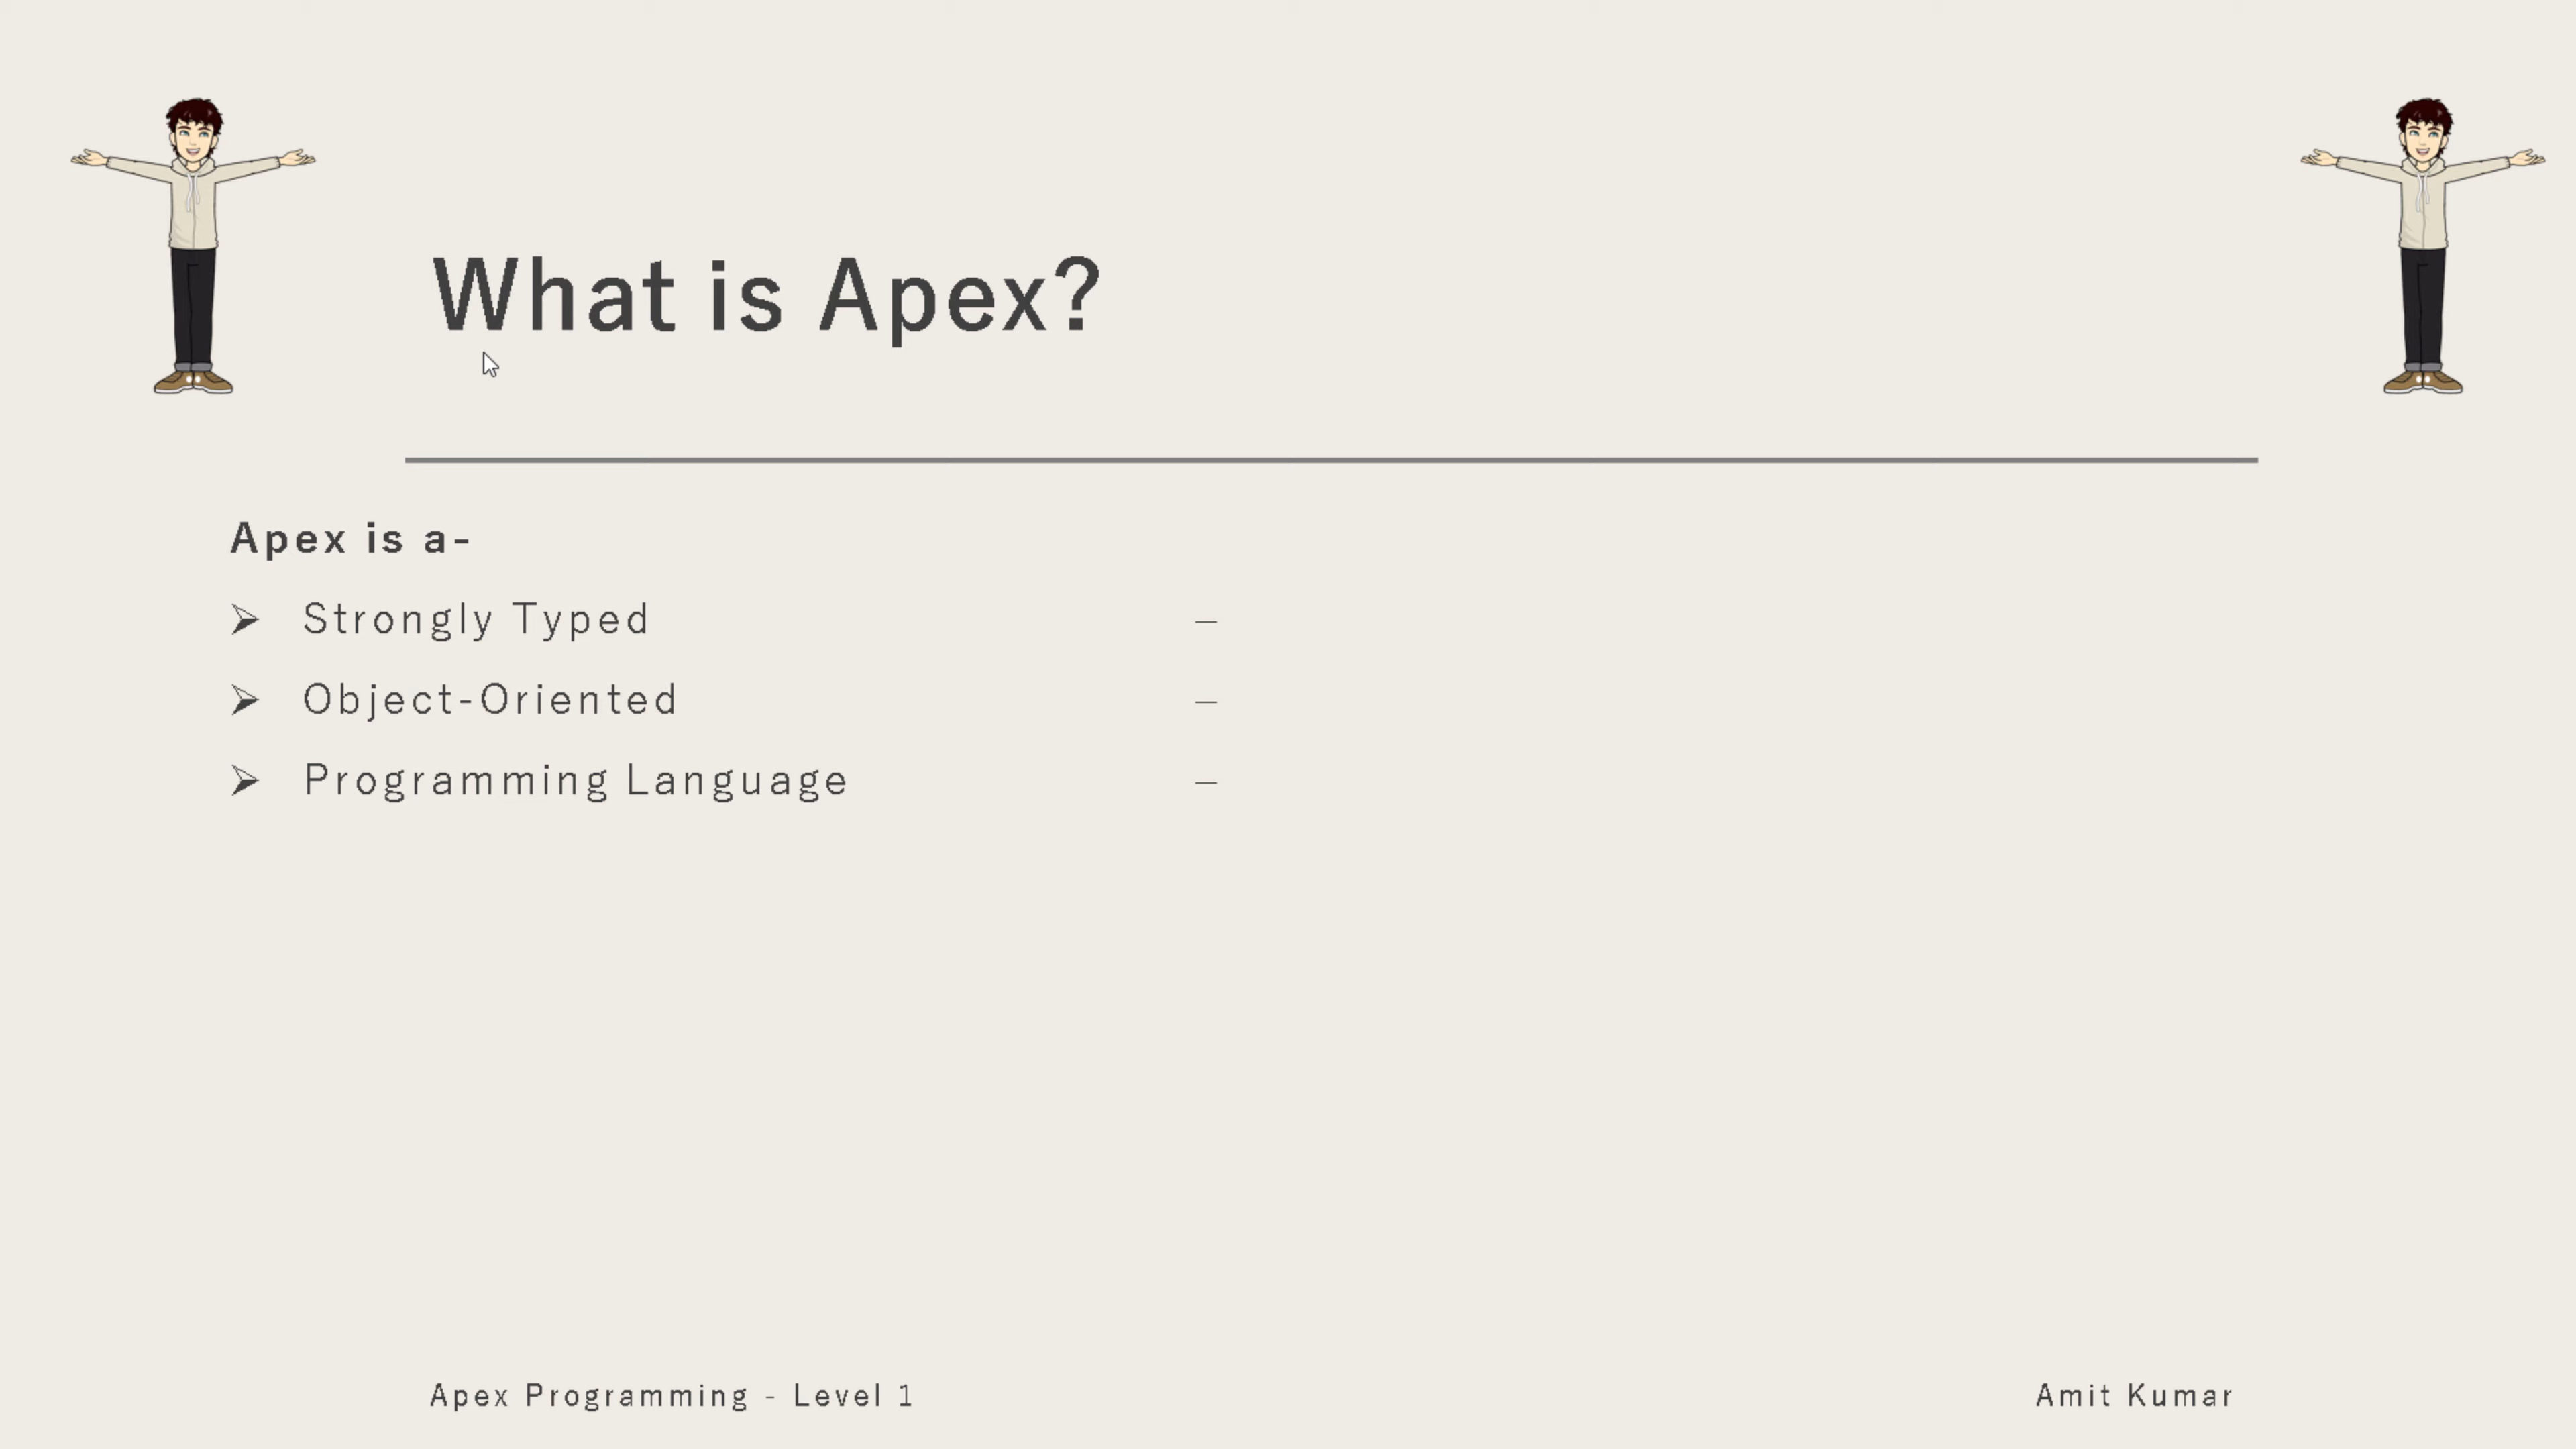 What is Apex?
Apex is a-
➢ Strongly Typed –
➢ Object-Oriented –
➢ Programming Language –
Apex Programming - Level 1
Amit Kumar